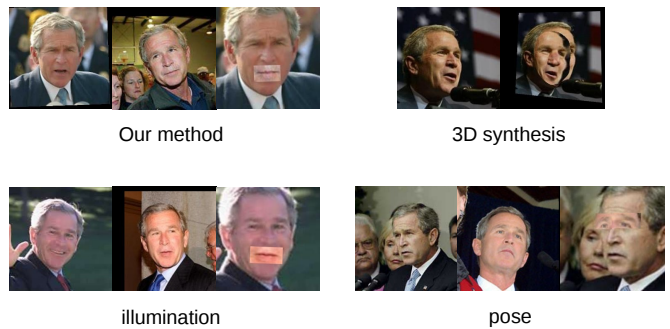 Our method
3D synthesis
illumination
pose